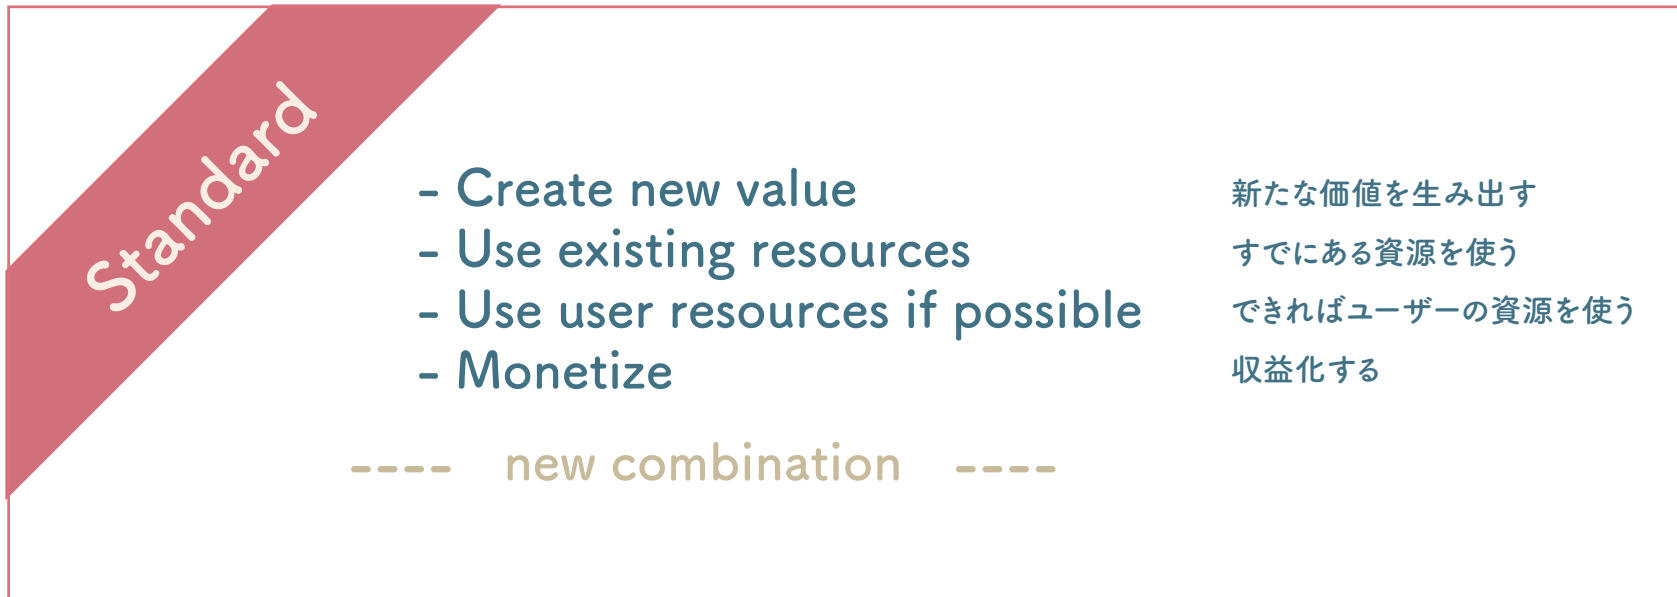 Standard
- Create new value
新たな価値を生み出す
- Use existing resources
すでにある資源を使う
- Use user resources if possible
できればユーザーの資源を使う
- Monetize
収益化する
---- new combination ----